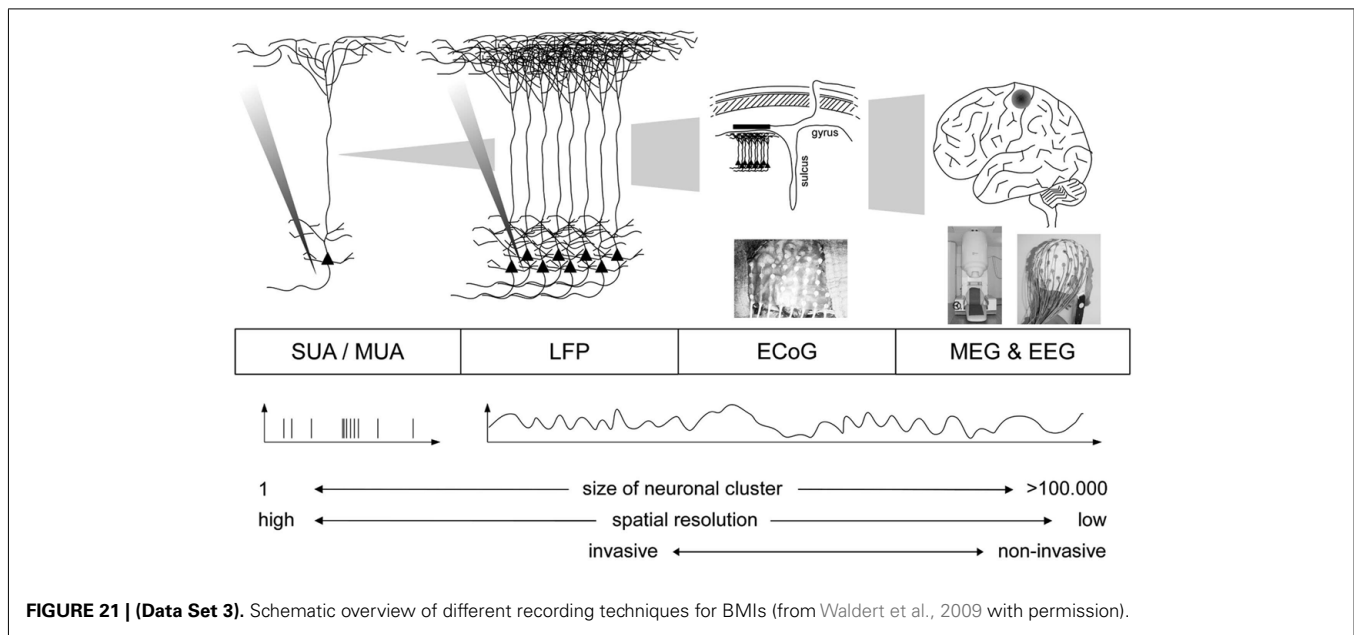 gyrus
sulcus
SUA / MUA LFP ECoG MEG & EEG
1 size of neuronal cluster >100.000
high spatial resolution low
invasive non-invasive
FIGURE 21 | (Data Set 3). Schematic overview of different recording techniques for BMIs (from Waldert et al., 2009 with permission).